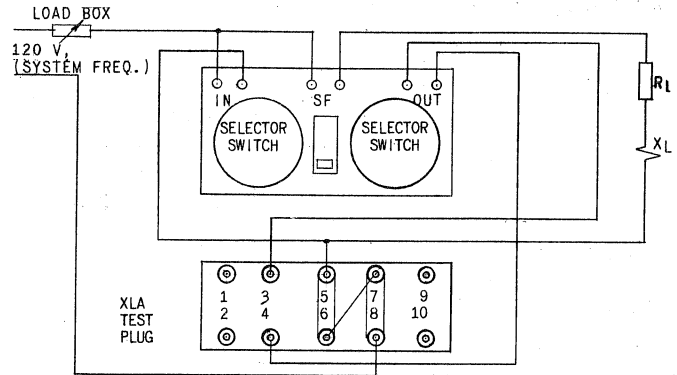 LOAD BOX
120 V,
(SYSTEM FREQ.)
IN SF OUT
SELECTOR SWITCH
SELECTOR SWITCH
RL
XL
XLA TEST PLUG
1 3 5 7 9
2 4 6 8 10